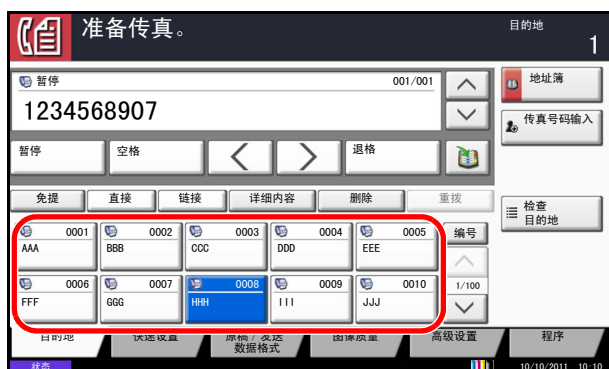 准备传真。
目的地
1
暂停 001/001
1234568907
地址簿
传真号码输入
暂停 空格 退格
免提 直接 链接 详细内容 删除 重拨
检查
目的地
0001 0002 0003 0004 0005 编号
AAA BBB CCC DDD EEE
0006 0007 0008 0009 0010 1/100
FFF GGG HHH III JJJ
目的地 快速设置 原稿 / 发送
数据格式 图像质量 高级设置 程序
状态 10/10/2011 10:10